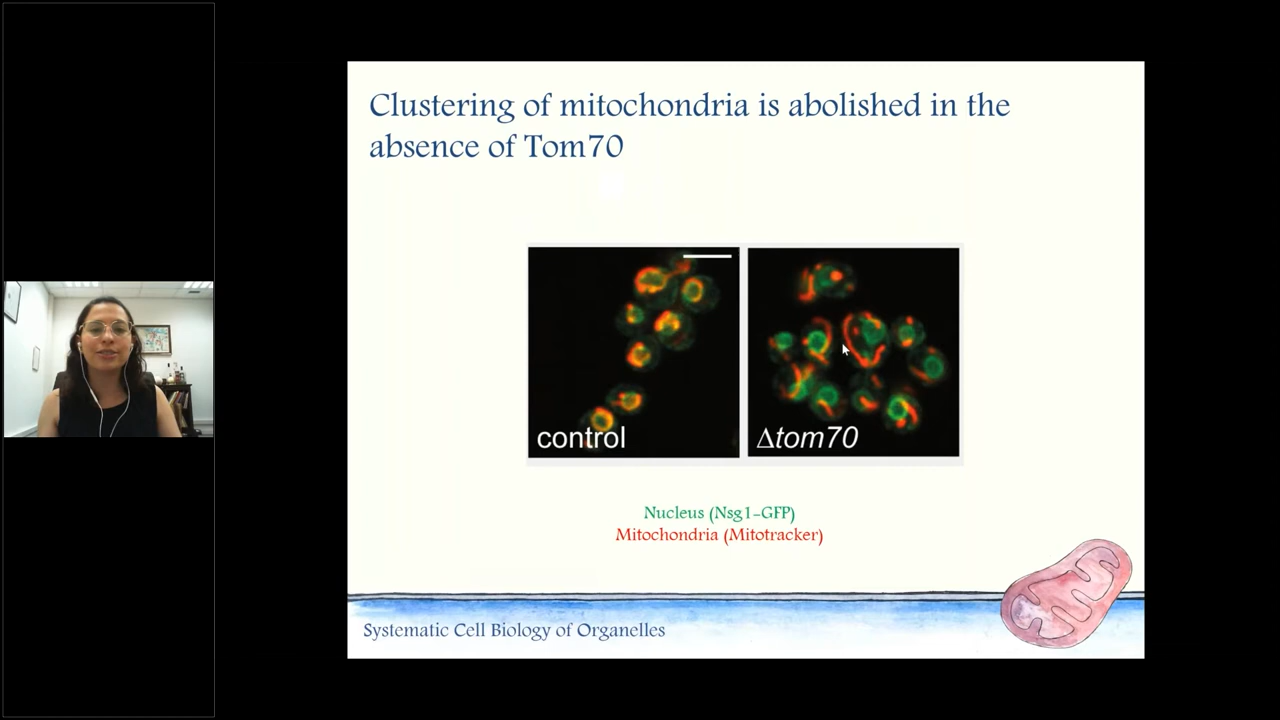 Clustering of mitochondria is abolished in the
absence of Tom70
control
Δtom70
Nucleus (Nsg1-GFP)
Mitochondria (Mitotracker)
Systematic Cell Biology of Organelles